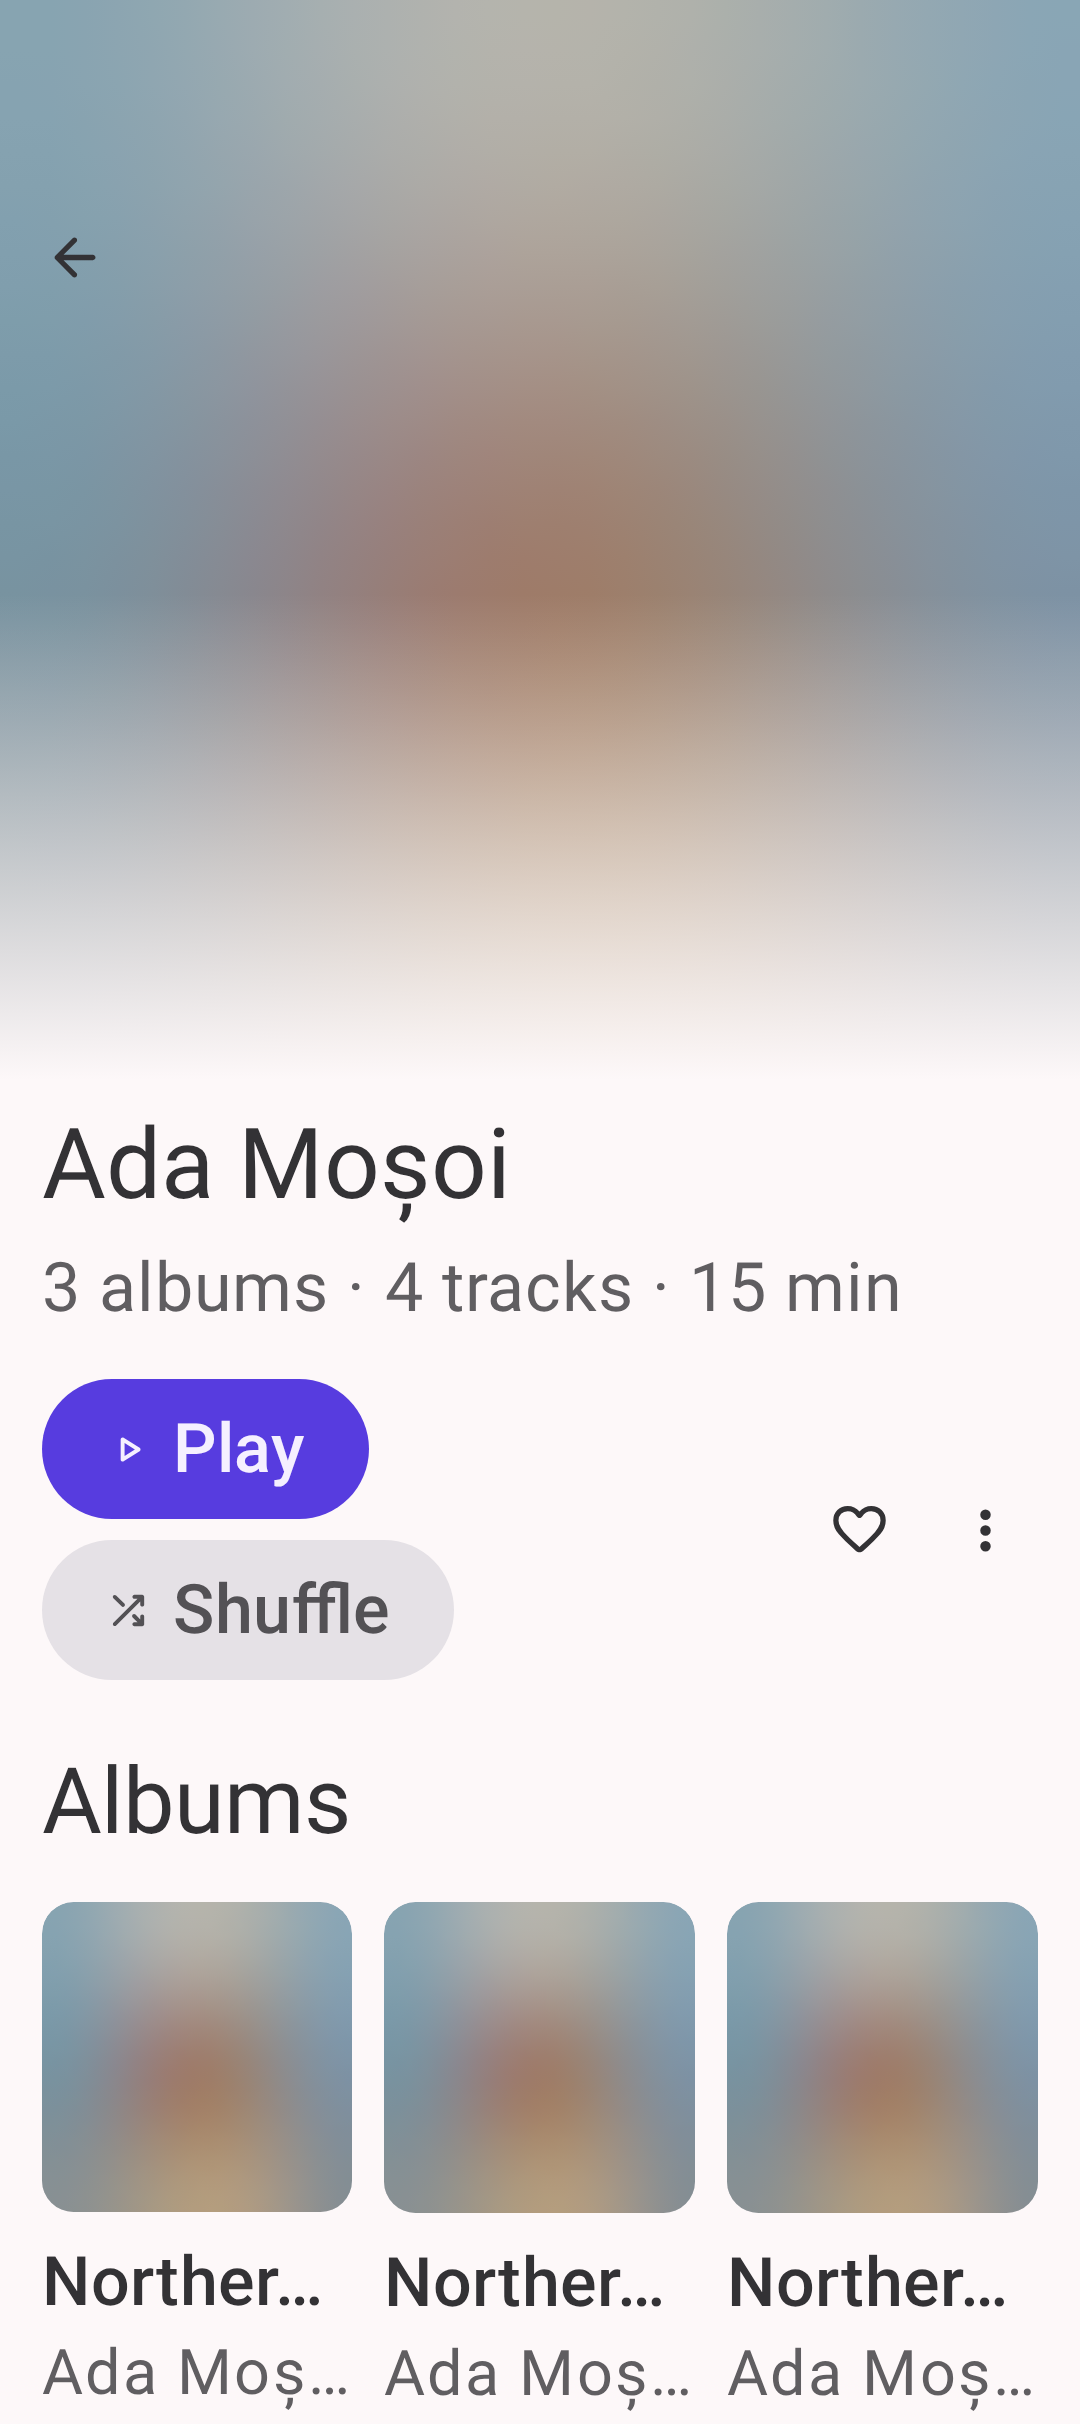 Ada Moșoi
3 albums · 4 tracks · 15 min
Play
Shuffle
Albums
Norther…
Norther…
Norther…
Ada Moș…
Ada Moș…
Ada Moș…